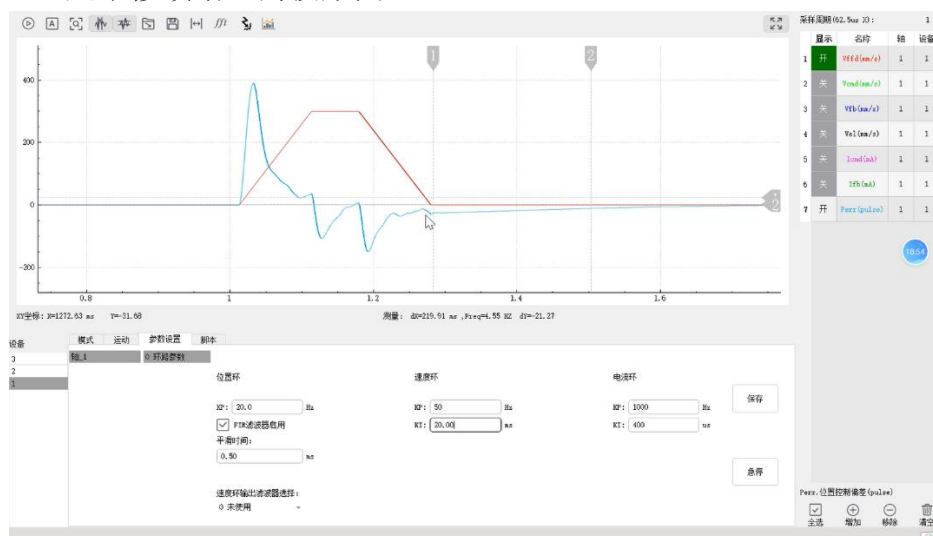 采样周期(62.5us X): 1
显示 名称 轴 设备
1 开 Vffd(mm/s) 1 1
2 关 Vcmd(mm/s) 1 1
3 关 Vfb(mm/s) 1 1
4 关 Vel(mm/s) 1 1
5 关 Icmd(mA) 1 1
6 关 Ifb(mA) 1 1
7 开 Perr(pulse) 1 1
18:54
1 2
400
200
0
-200
1
2
0.8 1 1.2 1.4 1.6
XY坐标: X=1272.63 ms Y=-31.68 测量: dX=219.91 ms ,Freq=4.55 HZ dY=-21.27
设备 模式 运动 参数设置 脚本
3 轴_1 0 环路参数
2
1
位置环 速度环 电流环
KP: 20.0 Hz KP: 50 Hz KP: 1000 Hz 保存
FIR滤波器启用 KI: 20.00 ms KI: 400 us
平滑时间:
0.50 ms
急停
速度环输出滤波器选择:
0 未使用
Perr.位置控制偏差(pulse)
全选 增加 移除 清空